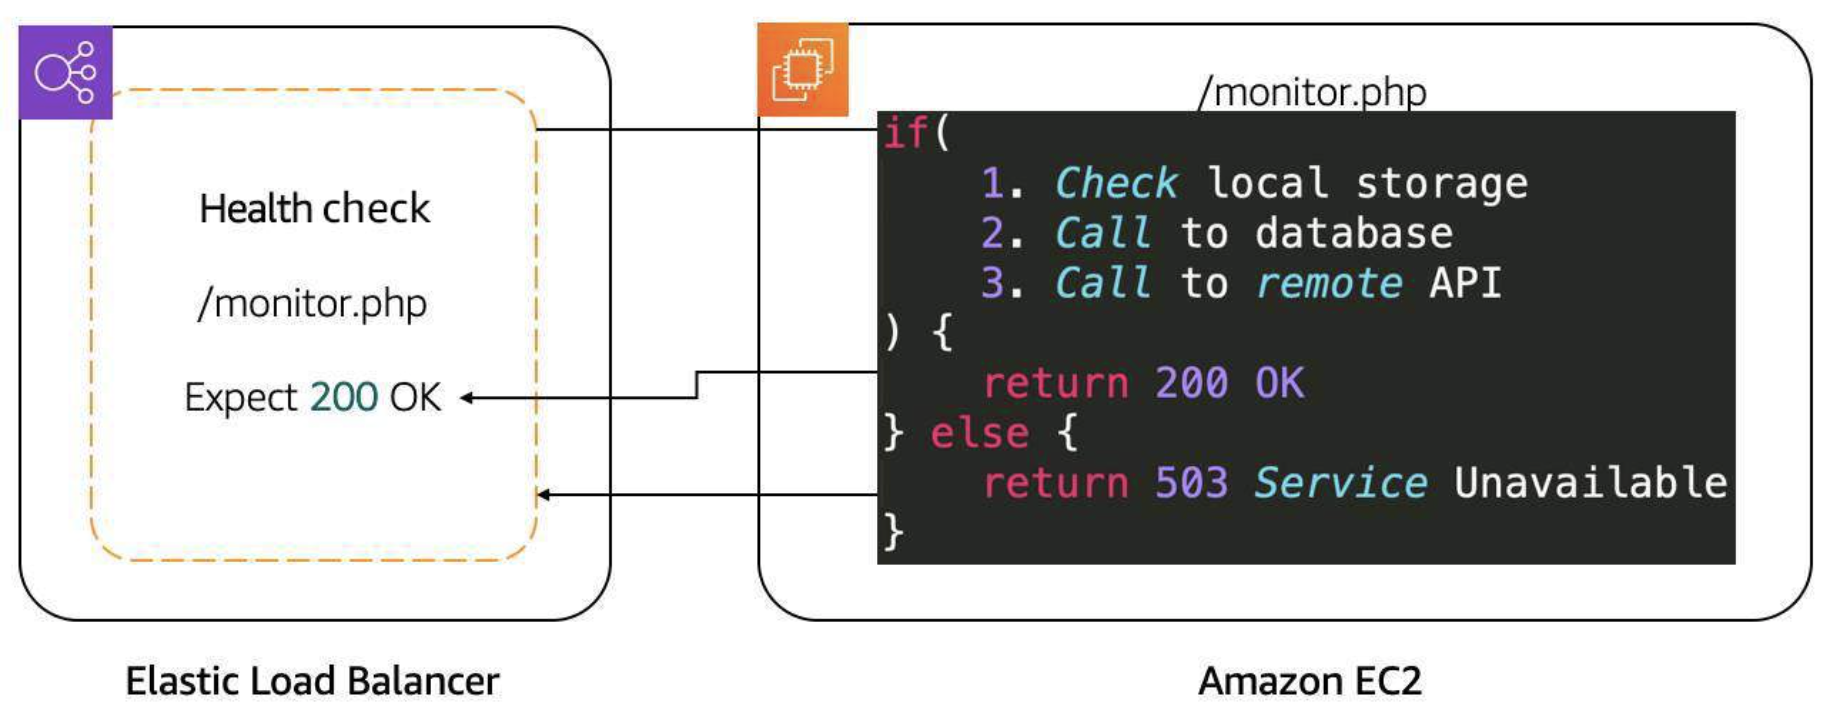 Health check
/monitor.php
Expect 200 OK
Elastic Load Balancer
/monitor.php
if(
1. Check local storage
2. Call to database
3. Call to remote API
) {
return 200 OK
} else {
return 503 Service Unavailable
}
Amazon EC2